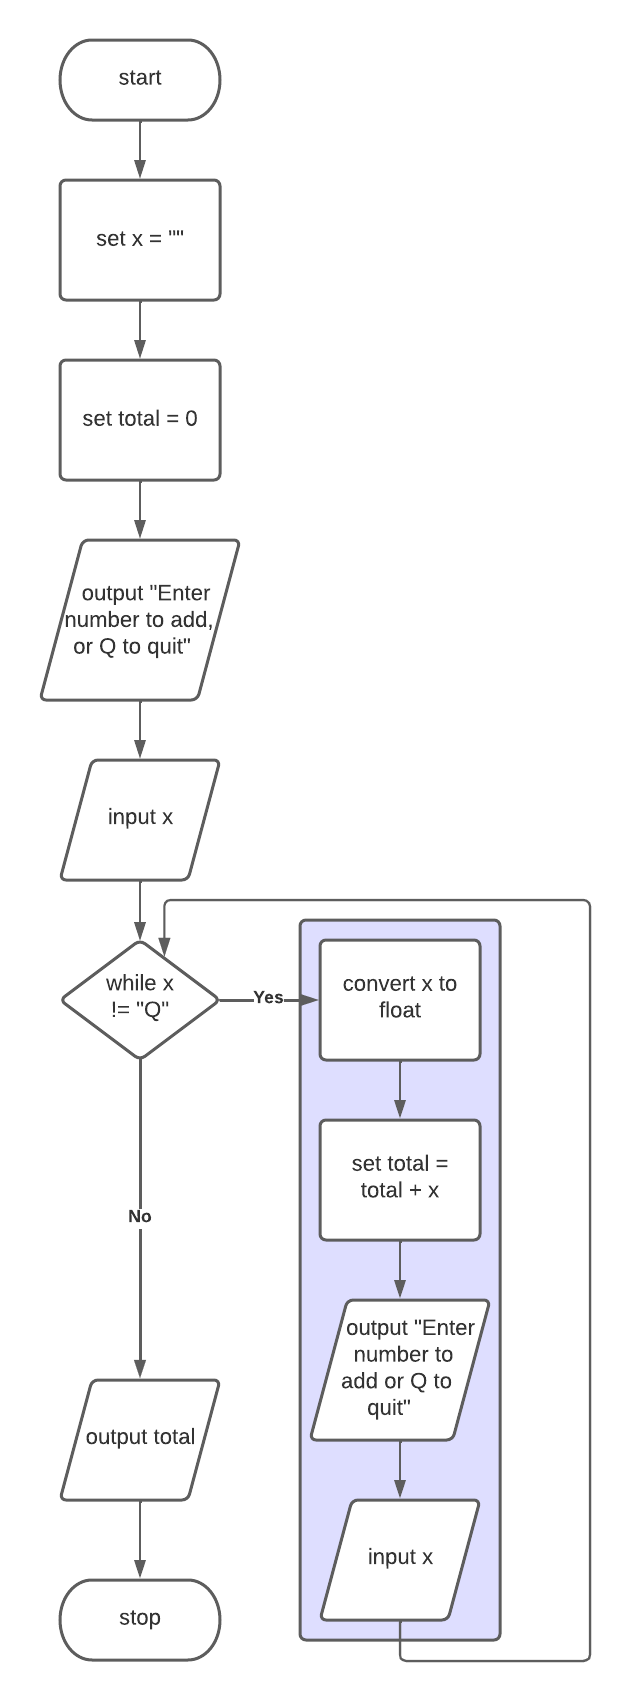 start
set x = ""
set total = 0
output "Enter
number to add,
or Q to quit"
input x
while x
!= "Q"
Yes
convert x to
float
set total =
total + x
output "Enter
number to
add or Q to
quit"
input x
No
output total
stop